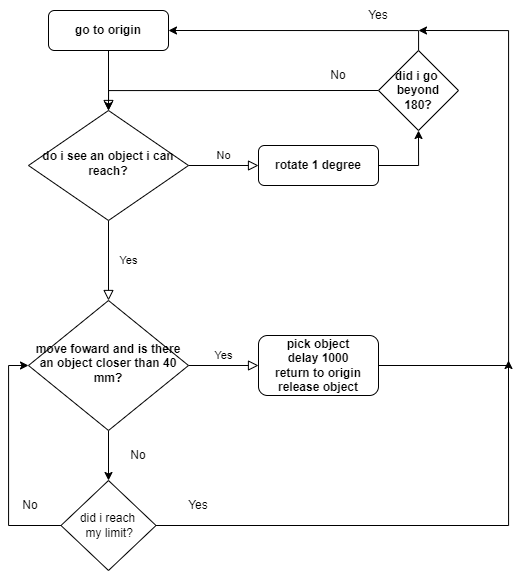 Yes
go to origin
No
did i go
beyond
180?
do i see an object i can
reach?
No
rotate 1 degree
Yes
move foward and is there
an object closer than 40
mm?
Yes
pick object
delay 1000
return to origin
release object
No
No
did i reach
my limit?
Yes